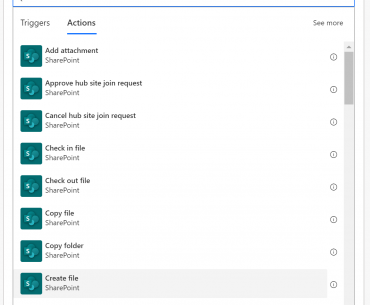 Triggers Actions See more
Add attachment
SharePoint
Approve hub site join request
SharePoint
Cancel hub site join request
SharePoint
Check in file
SharePoint
Check out file
SharePoint
Copy file
SharePoint
Copy folder
SharePoint
Create file
SharePoint